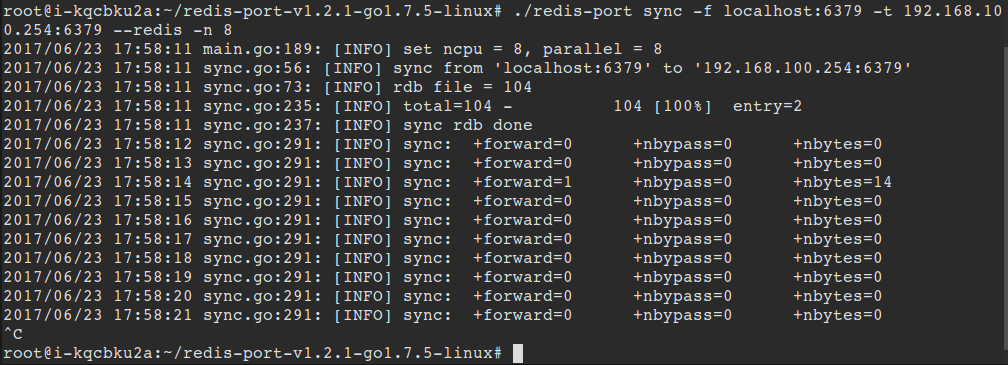 root@i-kqcbku2a:~/redis-port-v1.2.1-go1.7.5-linux# ./redis-port sync -f localhost:6379 -t 192.168.10
0.254:6379 --redis -n 8
2017/06/23 17:58:11 main.go:189: [INFO] set ncpu = 8, parallel = 8
2017/06/23 17:58:11 sync.go:56: [INFO] sync from 'localhost:6379' to '192.168.100.254:6379'
2017/06/23 17:58:11 sync.go:73: [INFO] rdb file = 104
2017/06/23 17:58:11 sync.go:235: [INFO] total=104 -          104 [100%]  entry=2
2017/06/23 17:58:11 sync.go:237: [INFO] sync rdb done
2017/06/23 17:58:12 sync.go:291: [INFO] sync:  +forward=0      +nbypass=0      +nbytes=0
2017/06/23 17:58:13 sync.go:291: [INFO] sync:  +forward=0      +nbypass=0      +nbytes=0
2017/06/23 17:58:14 sync.go:291: [INFO] sync:  +forward=1      +nbypass=0      +nbytes=14
2017/06/23 17:58:15 sync.go:291: [INFO] sync:  +forward=0      +nbypass=0      +nbytes=0
2017/06/23 17:58:16 sync.go:291: [INFO] sync:  +forward=0      +nbypass=0      +nbytes=0
2017/06/23 17:58:17 sync.go:291: [INFO] sync:  +forward=0      +nbypass=0      +nbytes=0
2017/06/23 17:58:18 sync.go:291: [INFO] sync:  +forward=0      +nbypass=0      +nbytes=0
2017/06/23 17:58:19 sync.go:291: [INFO] sync:  +forward=0      +nbypass=0      +nbytes=0
2017/06/23 17:58:20 sync.go:291: [INFO] sync:  +forward=0      +nbypass=0      +nbytes=0
2017/06/23 17:58:21 sync.go:291: [INFO] sync:  +forward=0      +nbypass=0      +nbytes=0
^C
root@i-kqcbku2a:~/redis-port-v1.2.1-go1.7.5-linux#